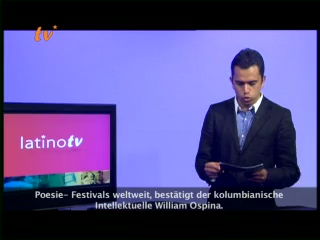 tv
latinotv
Poesie- Festivals weltweit, bestätigt der kolumbianische
Intellektuelle William Ospina.